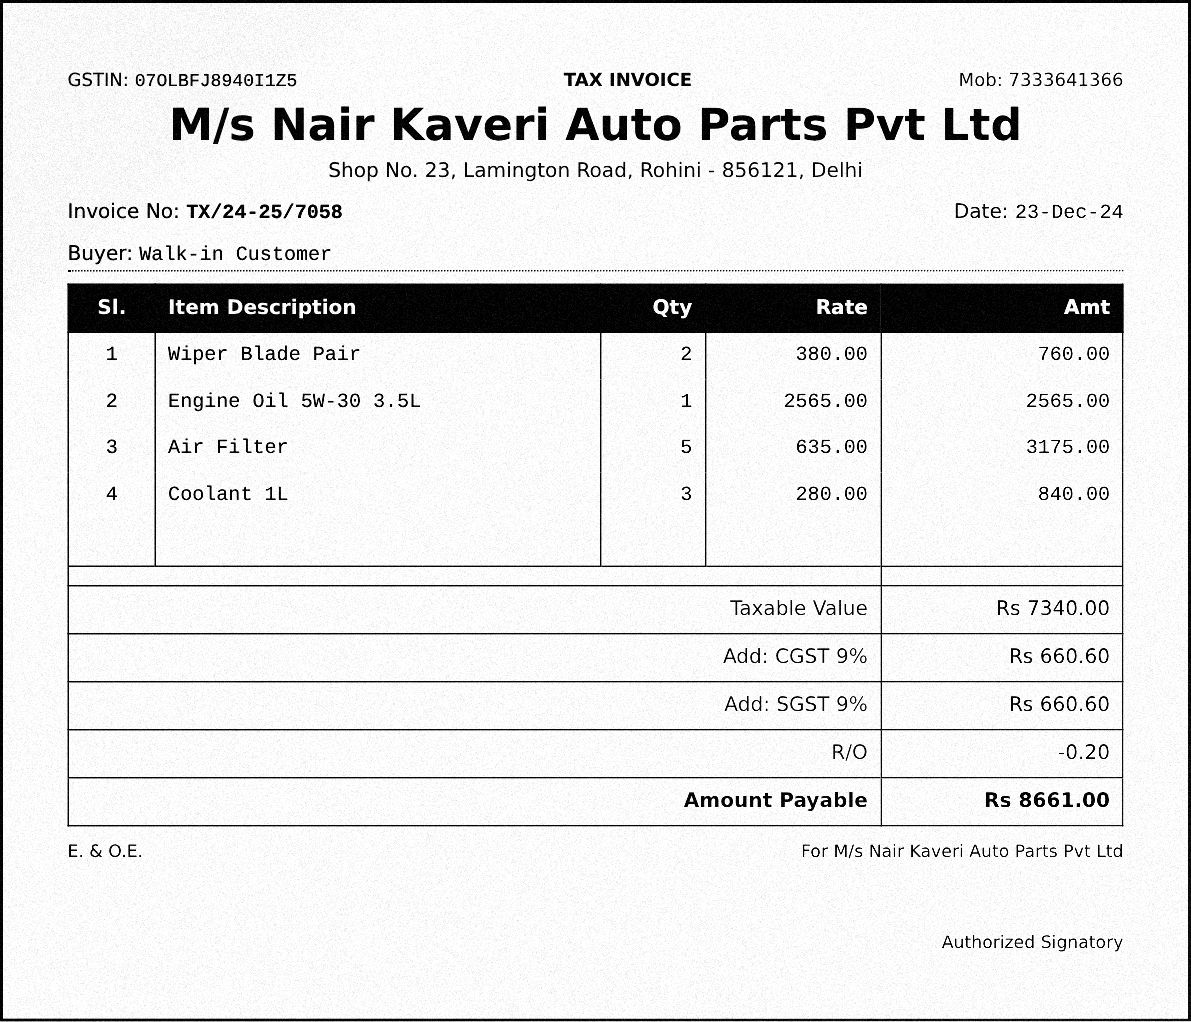 GSTIN: 07OLBFJ8940I1Z5 TAX INVOICE Mob: 7333641366
M/s Nair Kaveri Auto Parts Pvt Ltd
Shop No. 23, Lamington Road, Rohini - 856121, Delhi
Invoice No: TX/24-25/7058 Date: 23-Dec-24
Buyer: Walk-in Customer
Sl. Item Description Qty Rate Amt
1 Wiper Blade Pair 2 380.00 760.00
2 Engine Oil 5W-30 3.5L 1 2565.00 2565.00
3 Air Filter 5 635.00 3175.00
4 Coolant 1L 3 280.00 840.00
Taxable Value Rs 7340.00
Add: CGST 9% Rs 660.60
Add: SGST 9% Rs 660.60
R/O -0.20
Amount Payable Rs 8661.00
E. & O.E. For M/s Nair Kaveri Auto Parts Pvt Ltd
Authorized Signatory